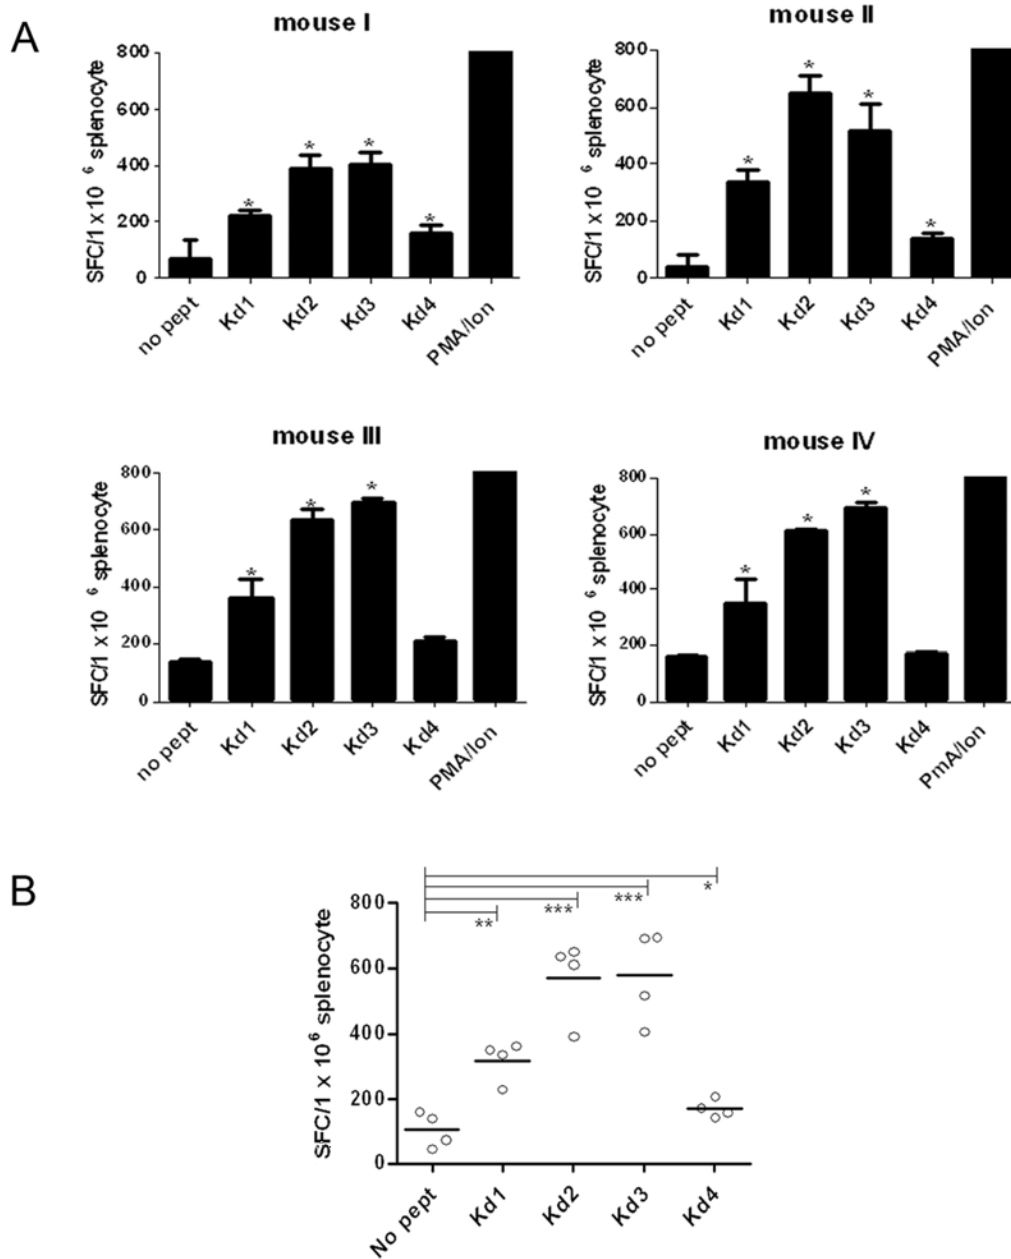 A
mouse I
SFC/1 x 10 6 splenocyte
800
600
400
200
0
* * * *
no pept Kd1 Kd2 Kd3 Kd4 PMA/Ion
mouse II
SFC/1 x 10 6 splenocyte
800
600
400
200
0
* * * *
no pept Kd1 Kd2 Kd3 Kd4 PMA/Ion
mouse III
SFC/1 x 10 6 splenocyte
800
600
400
200
0
* * *
no pept Kd1 Kd2 Kd3 Kd4 PMA/Ion
mouse IV
SFC/1 x 10 6 splenocyte
800
600
400
200
0
* * *
no pept Kd1 Kd2 Kd3 Kd4 PmA/Ion
B
SFC/1 x 10 6 splenocyte
800
600
400
200
0
** *** *** *
No pept Kd1 Kd2 Kd3 Kd4